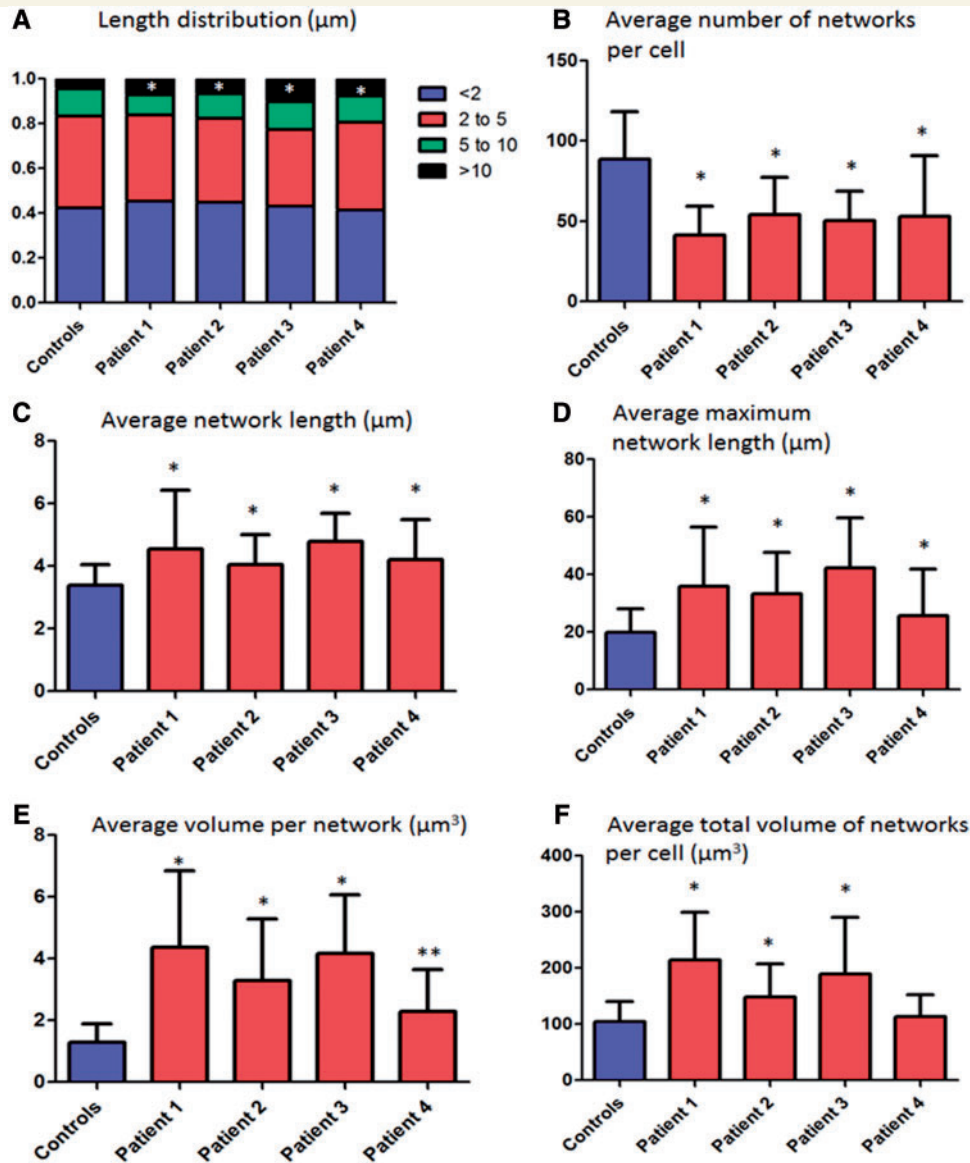 A
Length distribution (µm)
1.0
0.8
0.6
0.4
0.2
0.0
* * * *
<2
2 to 5
5 to 10
>10
Controls
Patient 1
Patient 2
Patient 3
Patient 4
B
Average number of networks
per cell
150
100
50
0
* * * *
Controls
Patient 1
Patient 2
Patient 3
Patient 4
C
Average network length (µm)
8
6
4
2
0
* * * *
Controls
Patient 1
Patient 2
Patient 3
Patient 4
D
Average maximum
network length (µm)
80
60
40
20
0
* * * *
Controls
Patient 1
Patient 2
Patient 3
Patient 4
E
Average volume per network (µm³)
8
6
4
2
0
* * * **
Controls
Patient 1
Patient 2
Patient 3
Patient 4
F
Average total volume of networks
per cell (µm³)
400
300
200
100
0
* * *
Controls
Patient 1
Patient 2
Patient 3
Patient 4